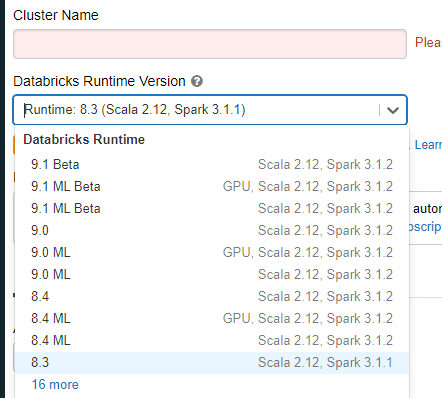 Cluster Name
Plea
Databricks Runtime Version
Runtime: 8.3 (Scala 2.12, Spark 3.1.1)
Databricks Runtime
Learn
9.1 Beta Scala 2.12, Spark 3.1.2
9.1 ML Beta GPU, Scala 2.12, Spark 3.1.2
9.1 ML Beta Scala 2.12, Spark 3.1.2
autor
9.0 Scala 2.12, Spark 3.1.2
oscrip
9.0 ML GPU, Scala 2.12, Spark 3.1.2
9.0 ML Scala 2.12, Spark 3.1.2
8.4 Scala 2.12, Spark 3.1.2
8.4 ML GPU, Scala 2.12, Spark 3.1.2
8.4 ML Scala 2.12, Spark 3.1.2
8.3 Scala 2.12, Spark 3.1.1
16 more